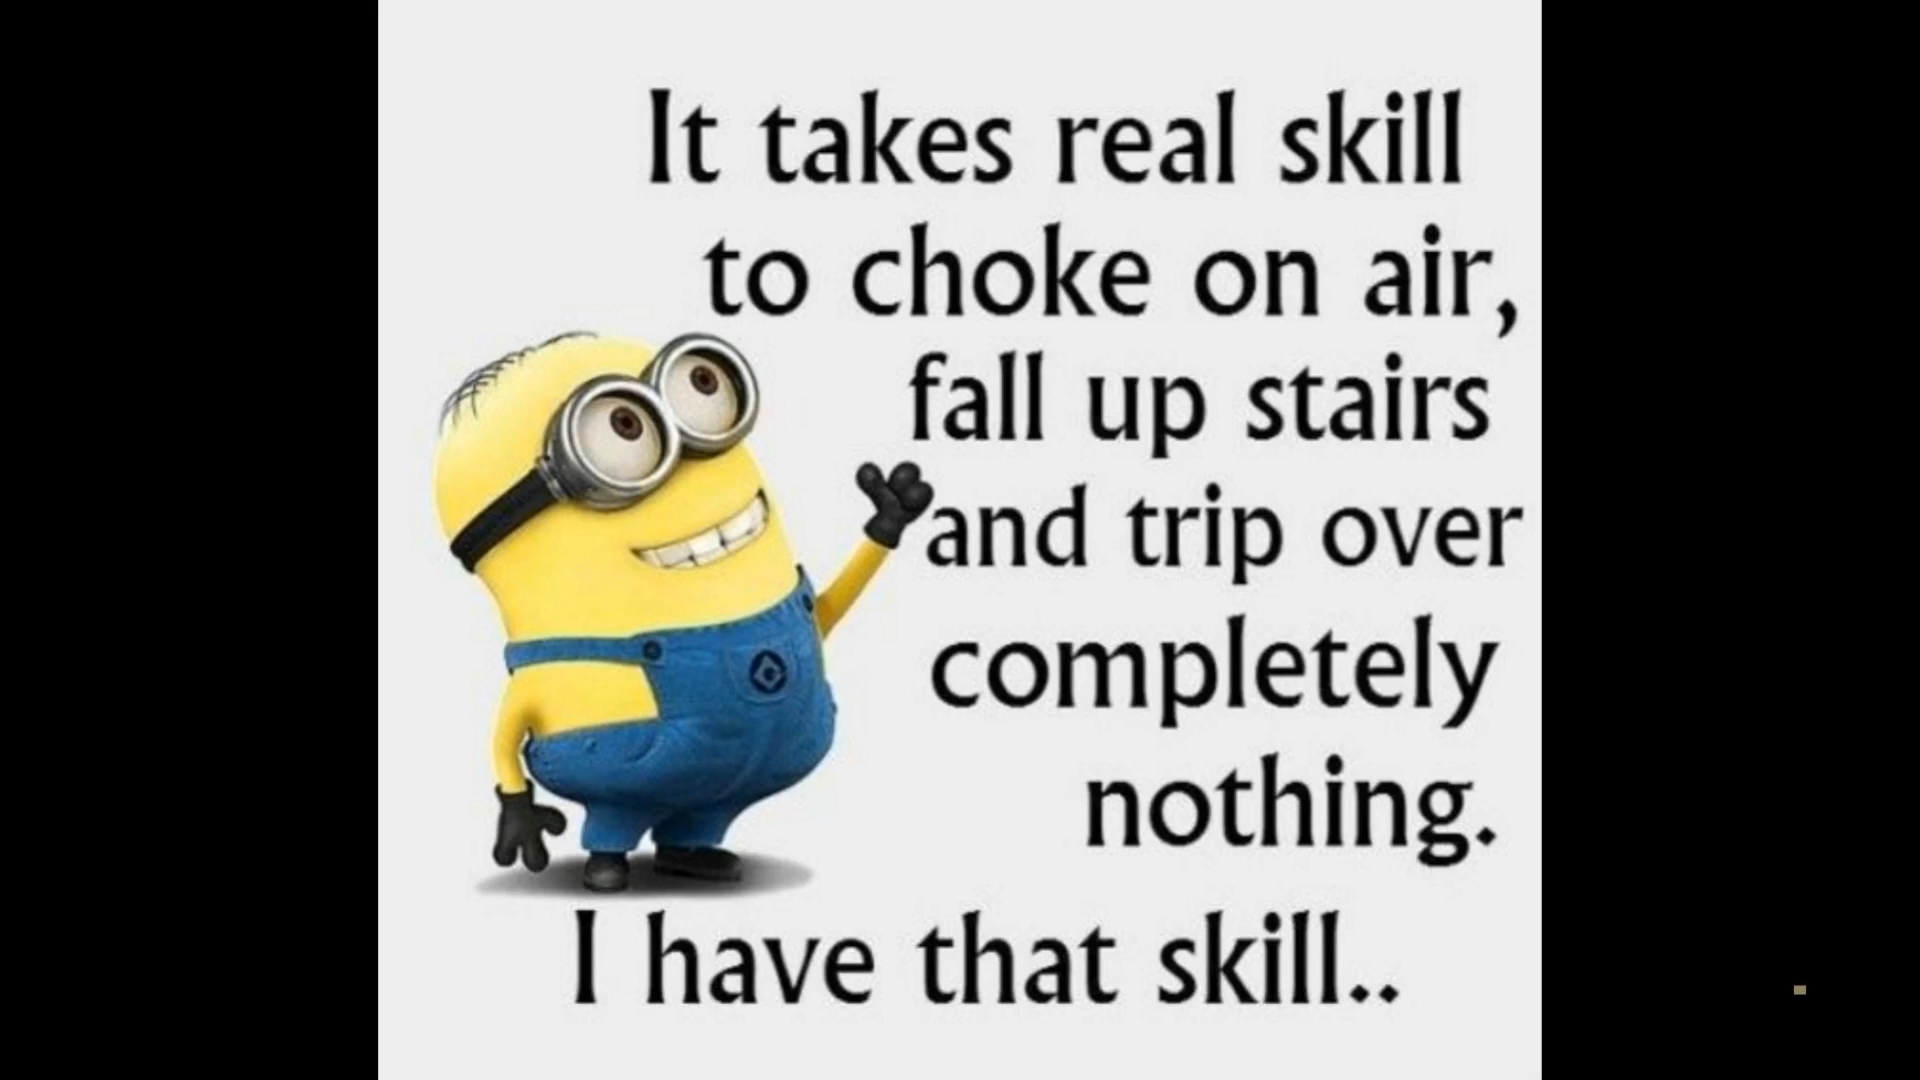 It takes real skill
to choke on air,
fall up stairs
and trip over
completely
nothing.
I have that skill..